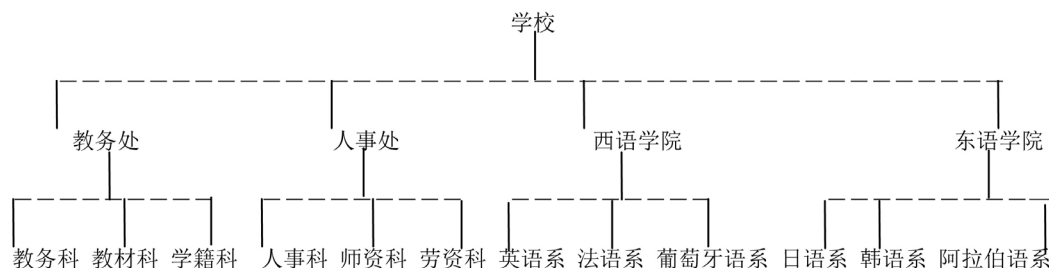 学校
教务处 人事处 西语学院 东语学院
教务科 教材科 学籍科 人事科 师资科 劳资科 英语系 法语系 葡萄牙语系 日语系 韩语系 阿拉伯语系